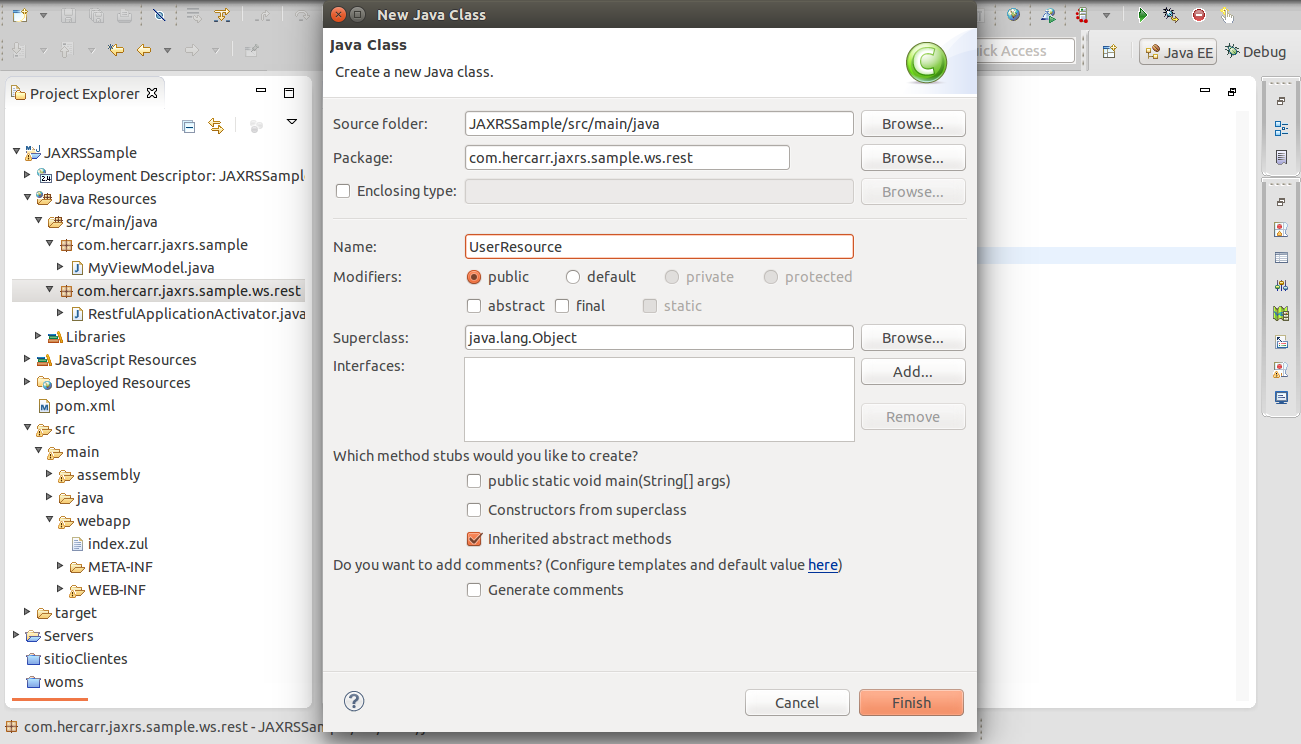 New Java Class
Java Class
Create a new Java class.
Source folder: JAXRSSample/src/main/java Browse...
Package: com.hercarr.jaxrs.sample.ws.rest Browse...
Enclosing type: Browse...
Name: UserResource
Modifiers: public default private protected
abstract final static
Superclass: java.lang.Object Browse...
Interfaces: Add...
Remove
Which method stubs would you like to create?
public static void main(String[] args)
Constructors from superclass
Inherited abstract methods
Do you want to add comments? (Configure templates and default value here)
Generate comments
Cancel Finish
Project Explorer
JAXRSSample
Deployment Descriptor: JAXRSSampl
Java Resources
src/main/java
com.hercarr.jaxrs.sample
MyViewModel.java
com.hercarr.jaxrs.sample.ws.rest
RestfulApplicationActivator.java
Libraries
JavaScript Resources
Deployed Resources
pom.xml
src
main
assembly
java
webapp
index.zul
META-INF
WEB-INF
target
Servers
sitioClientes
woms
com.hercarr.jaxrs.sample.ws.rest - JAXRSSam
ick Access
Java EE
Debug